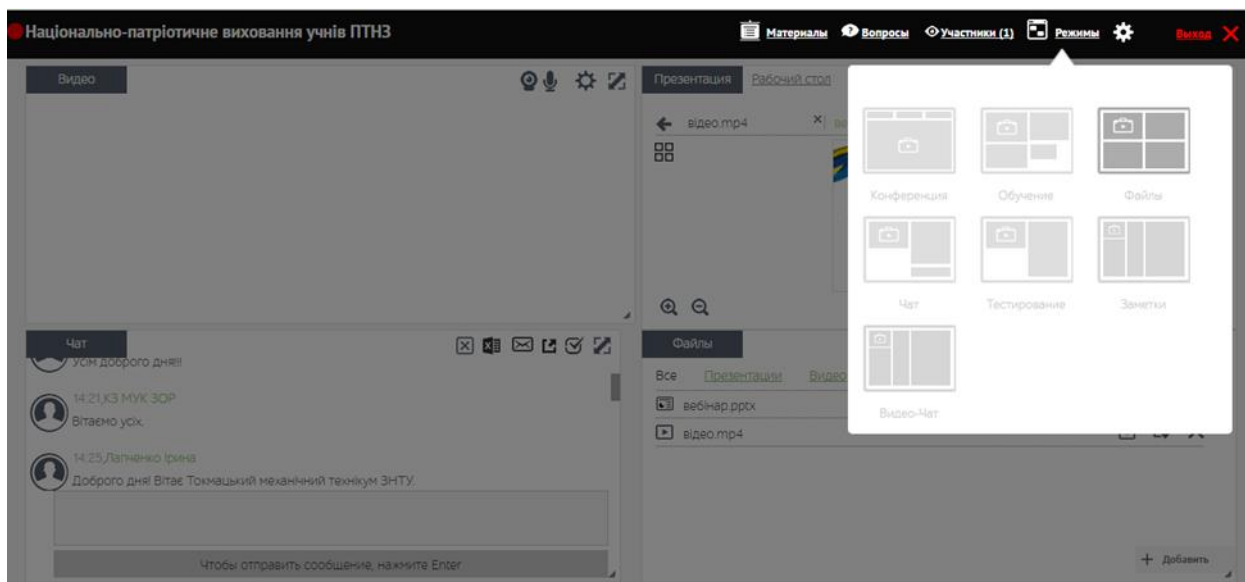 Національно-патріотичне виховання учнів ПТНЗ
Материалы Вопросы Участники (1) Режимы Выход
Видео
Презентация Рабочий стол
відео.mp4
Конференция Обучение Файлы
Чат Тестирование Заметки
Видео-Чат
Чат
Усім доброго дня!!!
14:21,КЗ МУК ЗОР
Вітаємо усіх.
14:25,Лапченко Ірина
Доброго дня! Вітає Токмацький механічний технікум ЗНТУ.
Чтобы отправить сообщение, нажмите Enter
Файлы
Все Презентации Видео
вебінар.pptx
відео.mp4
+ Добавить